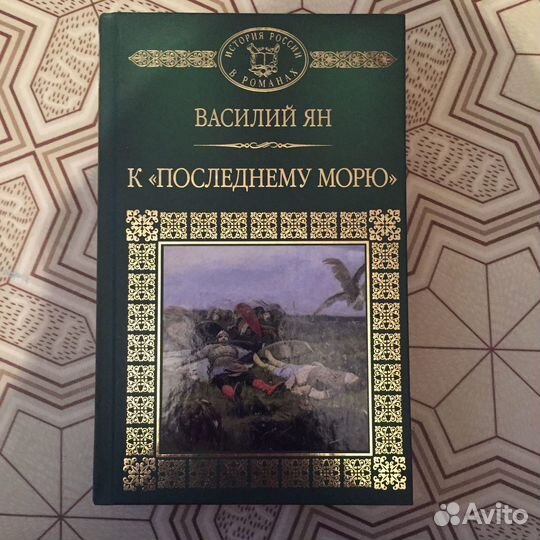 ИСТОРИЯ РОССИИ
В РОМАНАХ
ВАСИЛИЙ ЯН
К «ПОСЛЕДНЕМУ МОРЮ»
Avito